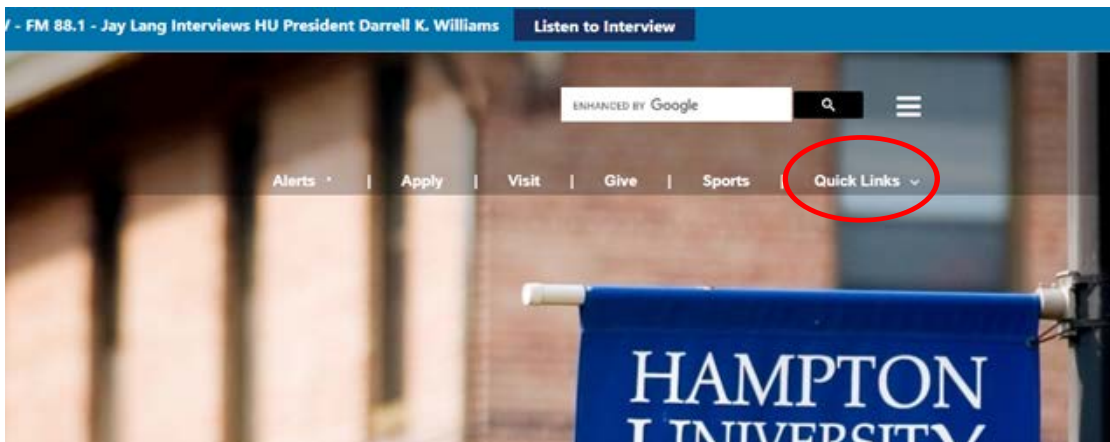 - FM 88.1 - Jay Lang Interviews HU President Darrell K. Williams Listen to Interview
ENHANCED BY Google
Alerts | Apply | Visit | Give | Sports | Quick Links
HAMPTON
UNIVERSITY